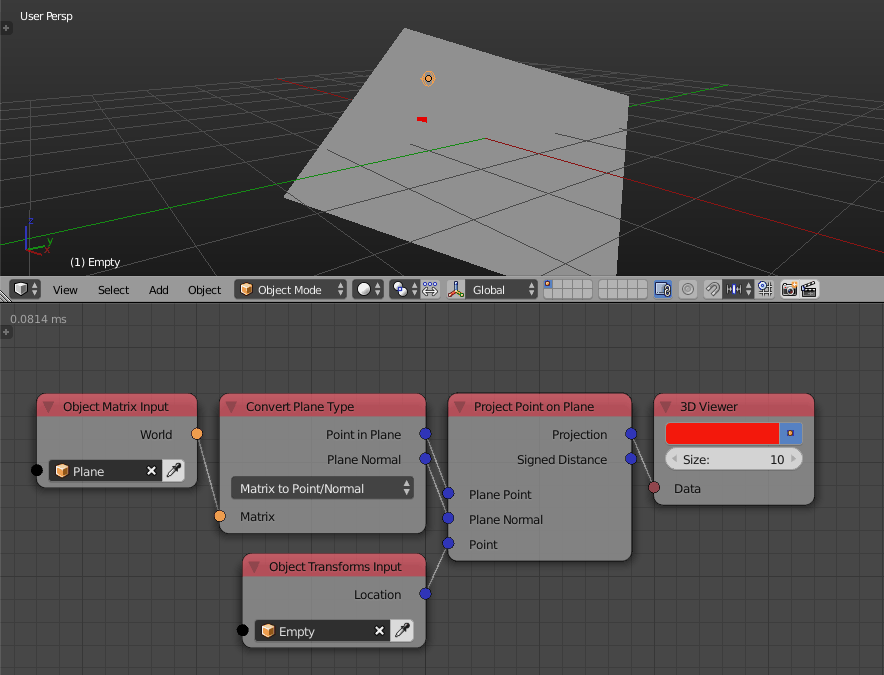 User Persp
z
y
x
(1) Empty
View Select Add Object Object Mode Global
0.0814 ms
Object Matrix Input
World
Plane
Convert Plane Type
Point in Plane
Plane Normal
Matrix to Point/Normal
Matrix
Object Transforms Input
Location
Empty
Project Point on Plane
Projection
Signed Distance
Plane Point
Plane Normal
Point
3D Viewer
Size: 10
Data